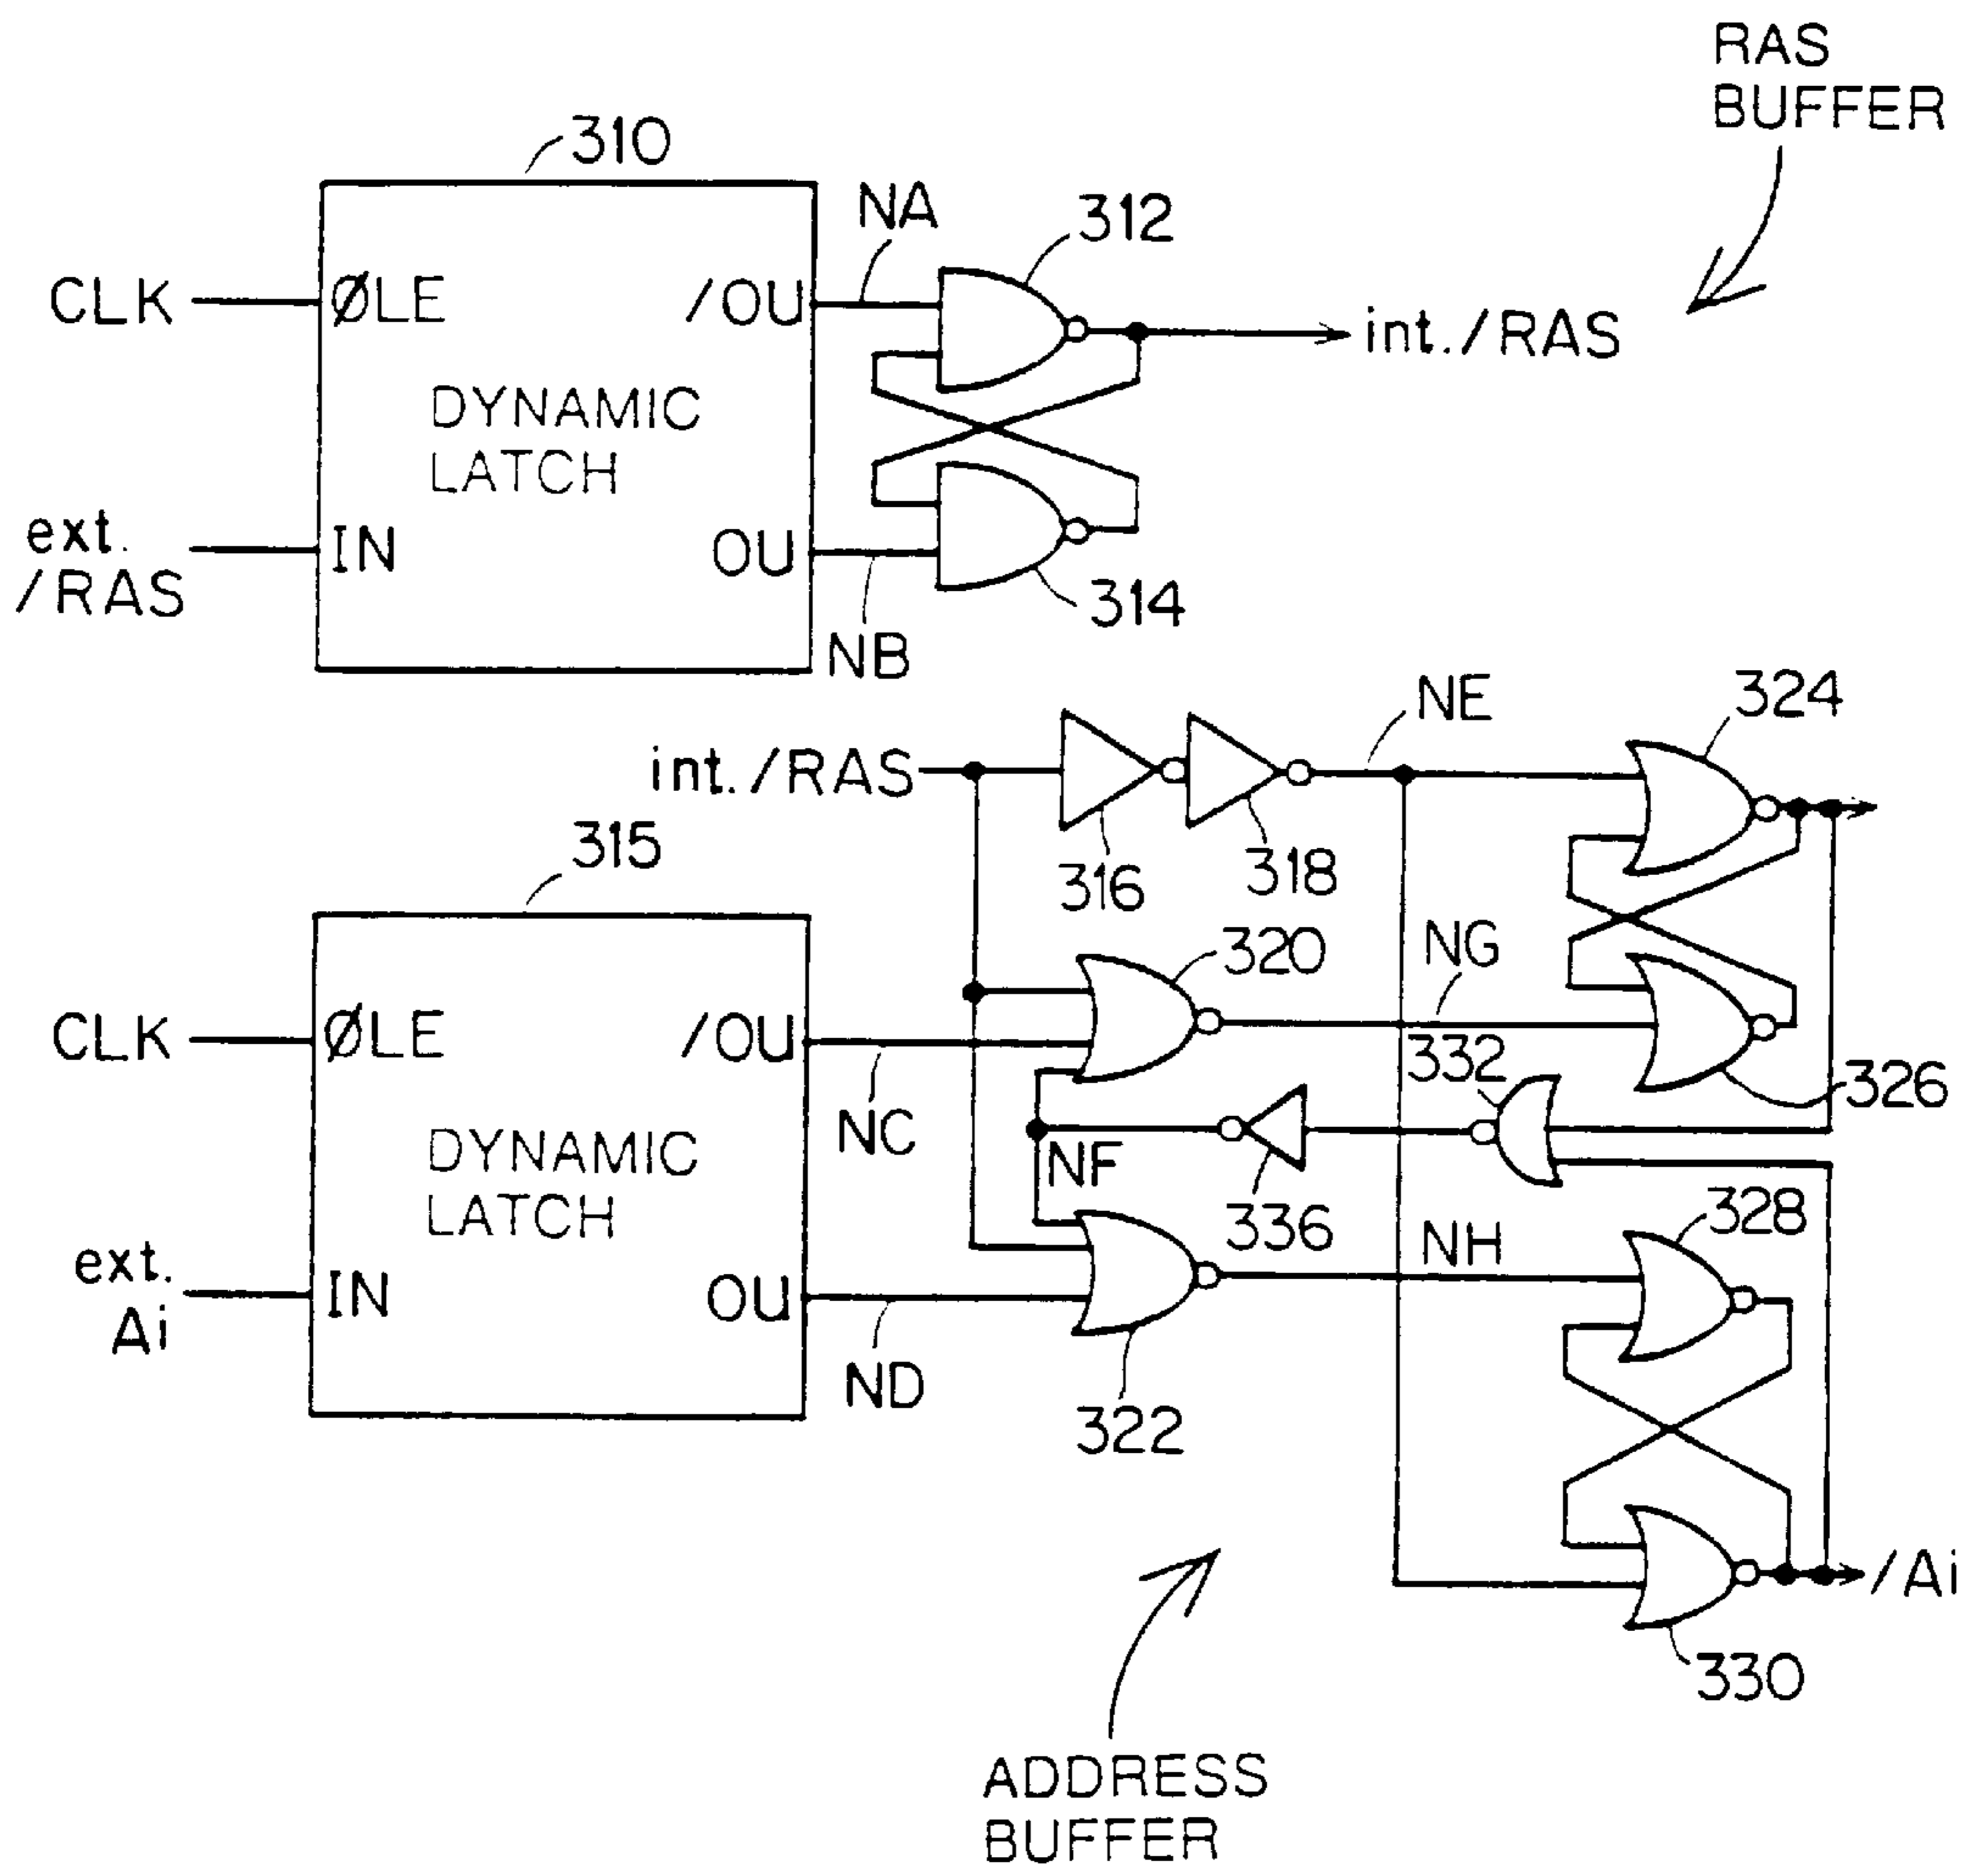 RAS
BUFFER
310
NA
312
CLK
ØLE
/OU
int./RAS
DYNAMIC
LATCH
ext.
/RAS
IN
OU
314
NB
NE
324
int./RAS
315
316
318
320
NG
CLK
ØLE
/OU
332
326
NC
NF
DYNAMIC
LATCH
336
NH
328
ext.
Ai
IN
OU
ND
322
/Ai
330
ADDRESS
BUFFER